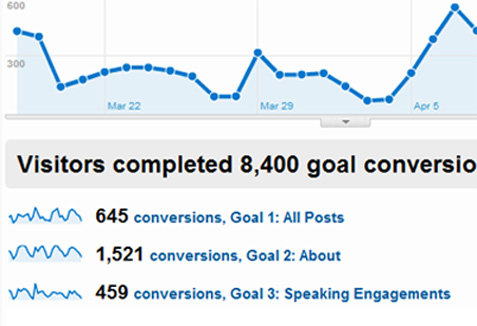 600
300
Mar 22
Mar 29
Apr 5
Visitors completed 8,400 goal conversio
645 conversions, Goal 1: All Posts
1,521 conversions, Goal 2: About
459 conversions, Goal 3: Speaking Engagements